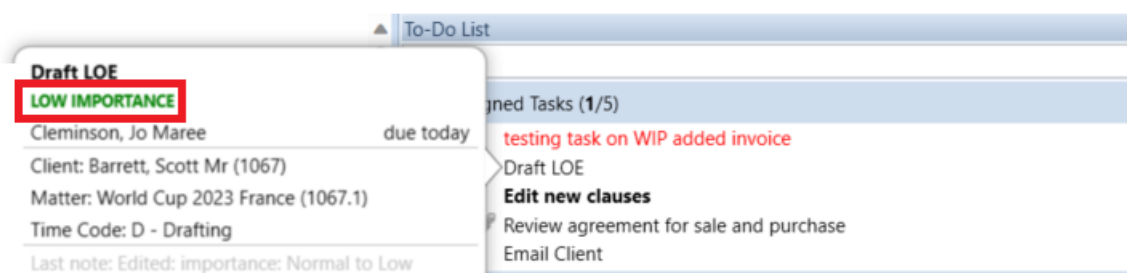 To-Do List
Draft LOE
LOW IMPORTANCE
Cleminson, Jo Maree due today
Client: Barrett, Scott Mr (1067)
Matter: World Cup 2023 France (1067.1)
Time Code: D - Drafting
Last note: Edited: importance: Normal to Low
gned Tasks (1/5)
testing task on WIP added invoice
Draft LOE
Edit new clauses
Review agreement for sale and purchase
Email Client